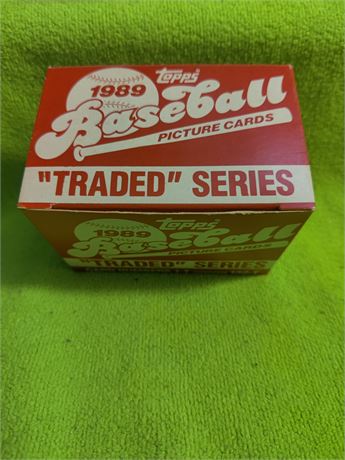 topps
1989
Baseball
PICTURE CARDS
"TRADED" SERIES
topps
1989
Baseball
PICTURE CARDS
"TRADED" SERIES